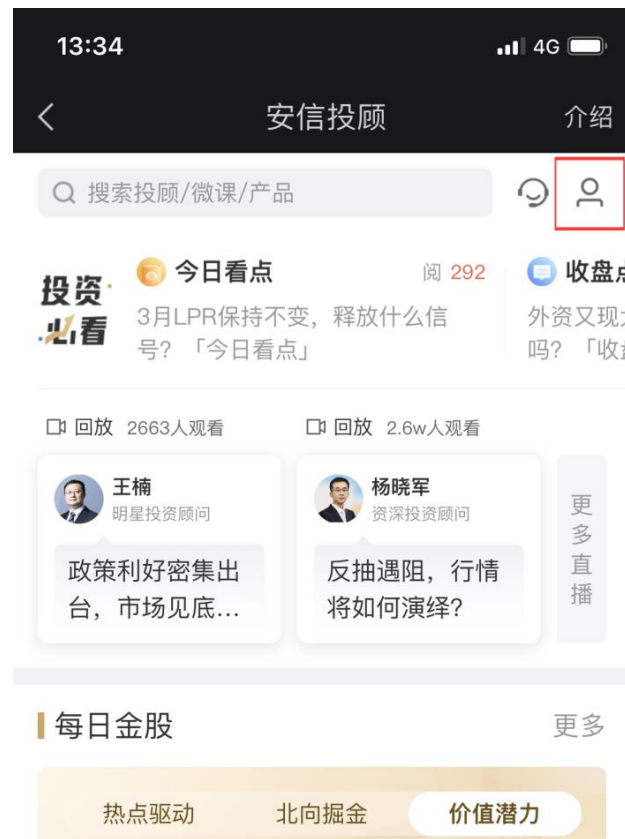 13:34
4G
安信投顾
介绍
搜索投顾/微课/产品
投资
必看
今日看点
阅 292
3月LPR保持不变，释放什么信
号？「今日看点」
收盘点
外资又现大
吗？「收盘
回放 2663人观看
回放 2.6w人观看
王楠
明星投资顾问
政策利好密集出
台，市场见底...
杨晓军
资深投资顾问
反抽遇阻，行情
将如何演绎？
更多直播
每日金股
更多
热点驱动
北向掘金
价值潜力